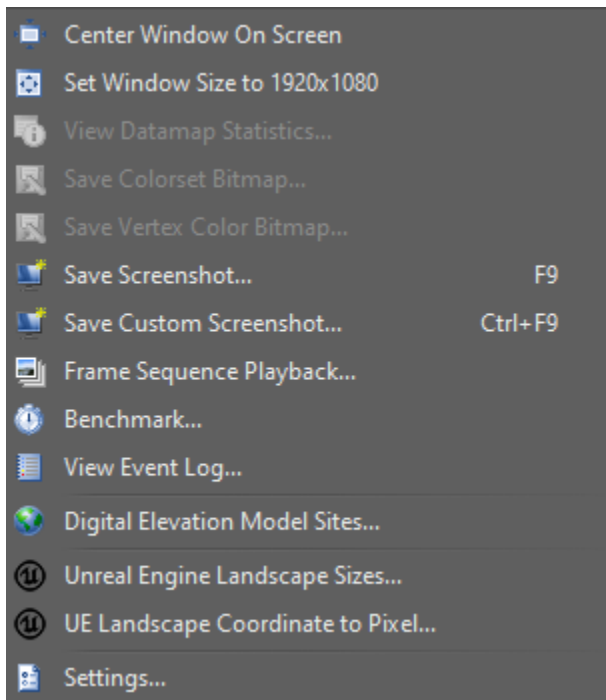 Center Window On Screen
Set Window Size to 1920x1080
View Datamap Statistics...
Save Colorset Bitmap...
Save Vertex Color Bitmap...
Save Screenshot... F9
Save Custom Screenshot... Ctrl+F9
Frame Sequence Playback...
Benchmark...
View Event Log...
Digital Elevation Model Sites...
Unreal Engine Landscape Sizes...
UE Landscape Coordinate to Pixel...
Settings...